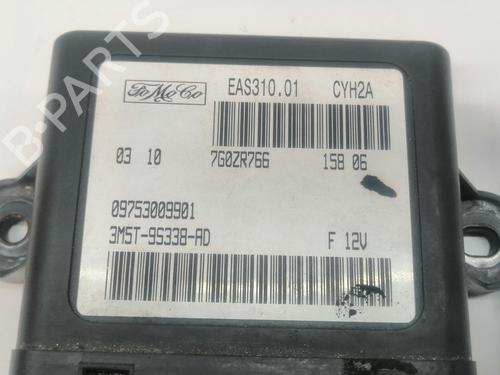 FoMoCo EAS310.01 CYH2A
03 10 7G0ZR766 158 06
09753009901
3M5T-9S338-AD F 12V
B-PARTS